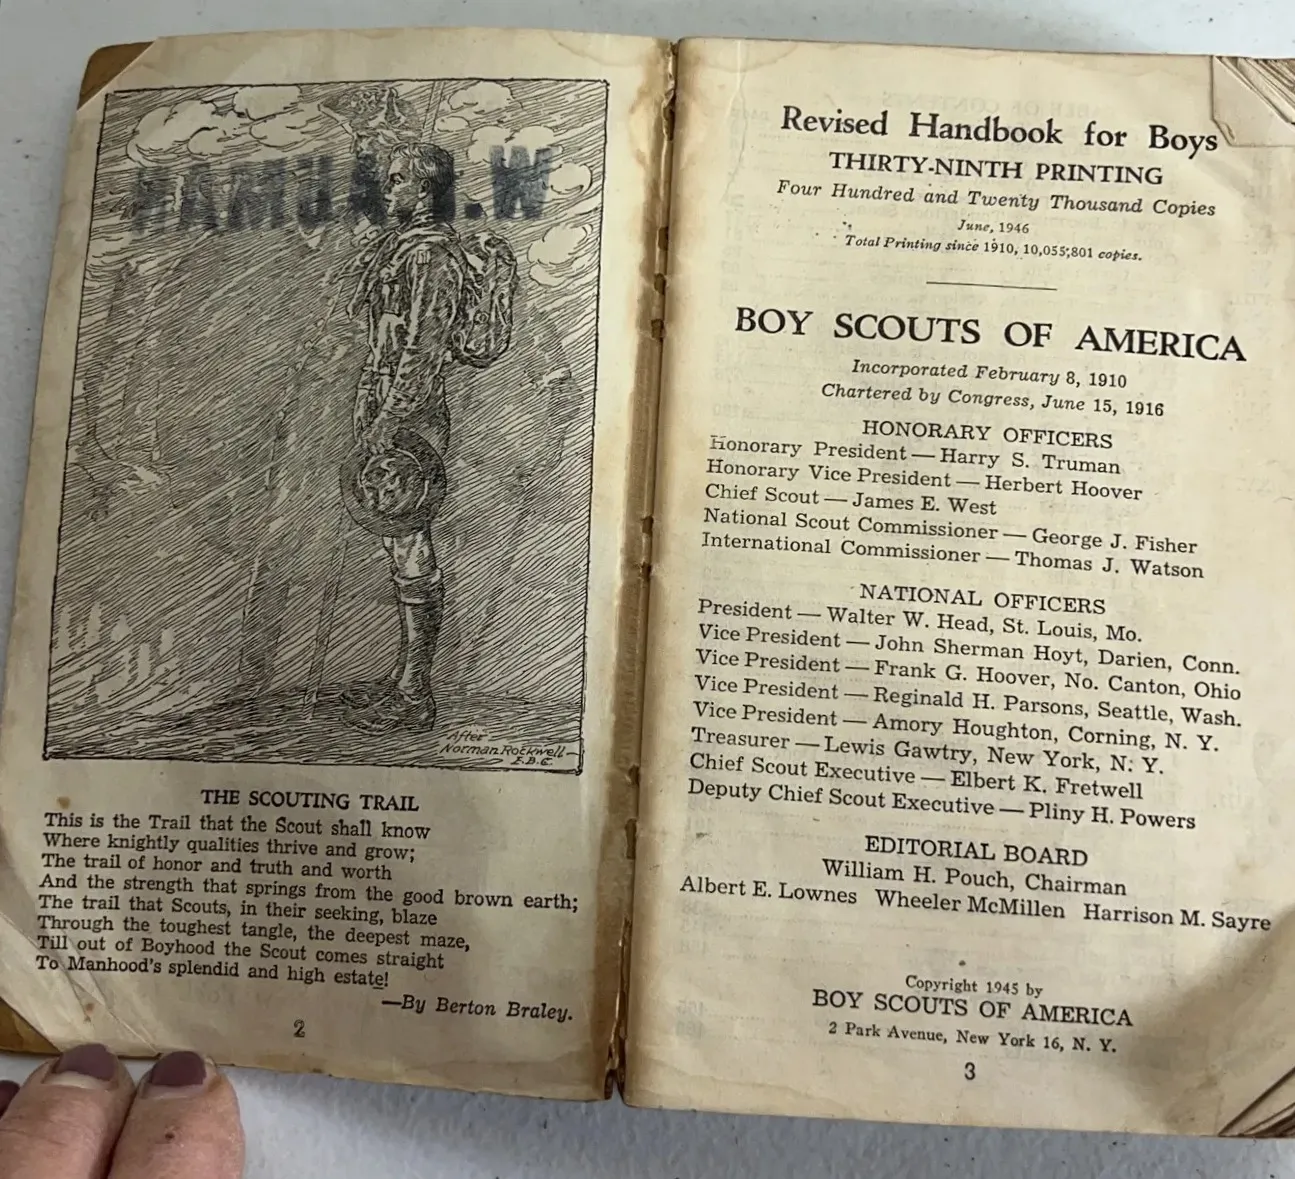 After
Norman Rockwell
E.B.C.
THE SCOUTING TRAIL
This is the Trail that the Scout shall know
Where knightly qualities thrive and grow;
The trail of honor and truth and worth
And the strength that springs from the good brown earth;
The trail that Scouts, in their seeking, blaze
Through the toughest tangle, the deepest maze,
Till out of Boyhood the Scout comes straight
To Manhood's splendid and high estate!
—By Berton Braley.
2
Revised Handbook for Boys
THIRTY-NINTH PRINTING
Four Hundred and Twenty Thousand Copies
June, 1946
Total Printing since 1910, 10,055,801 copies.
BOY SCOUTS OF AMERICA
Incorporated February 8, 1910
Chartered by Congress, June 15, 1916
HONORARY OFFICERS
Honorary President — Harry S. Truman
Honorary Vice President — Herbert Hoover
Chief Scout — James E. West
National Scout Commissioner — George J. Fisher
International Commissioner — Thomas J. Watson
NATIONAL OFFICERS
President — Walter W. Head, St. Louis, Mo.
Vice President — John Sherman Hoyt, Darien, Conn.
Vice President — Frank G. Hoover, No. Canton, Ohio
Vice President — Reginald H. Parsons, Seattle, Wash.
Vice President — Amory Houghton, Corning, N. Y.
Treasurer — Lewis Gawtry, New York, N. Y.
Chief Scout Executive — Elbert K. Fretwell
Deputy Chief Scout Executive — Pliny H. Powers
EDITORIAL BOARD
William H. Pouch, Chairman
Albert E. Lownes Wheeler McMillen Harrison M. Sayre
Copyright 1945 by
BOY SCOUTS OF AMERICA
2 Park Avenue, New York 16, N. Y.
3